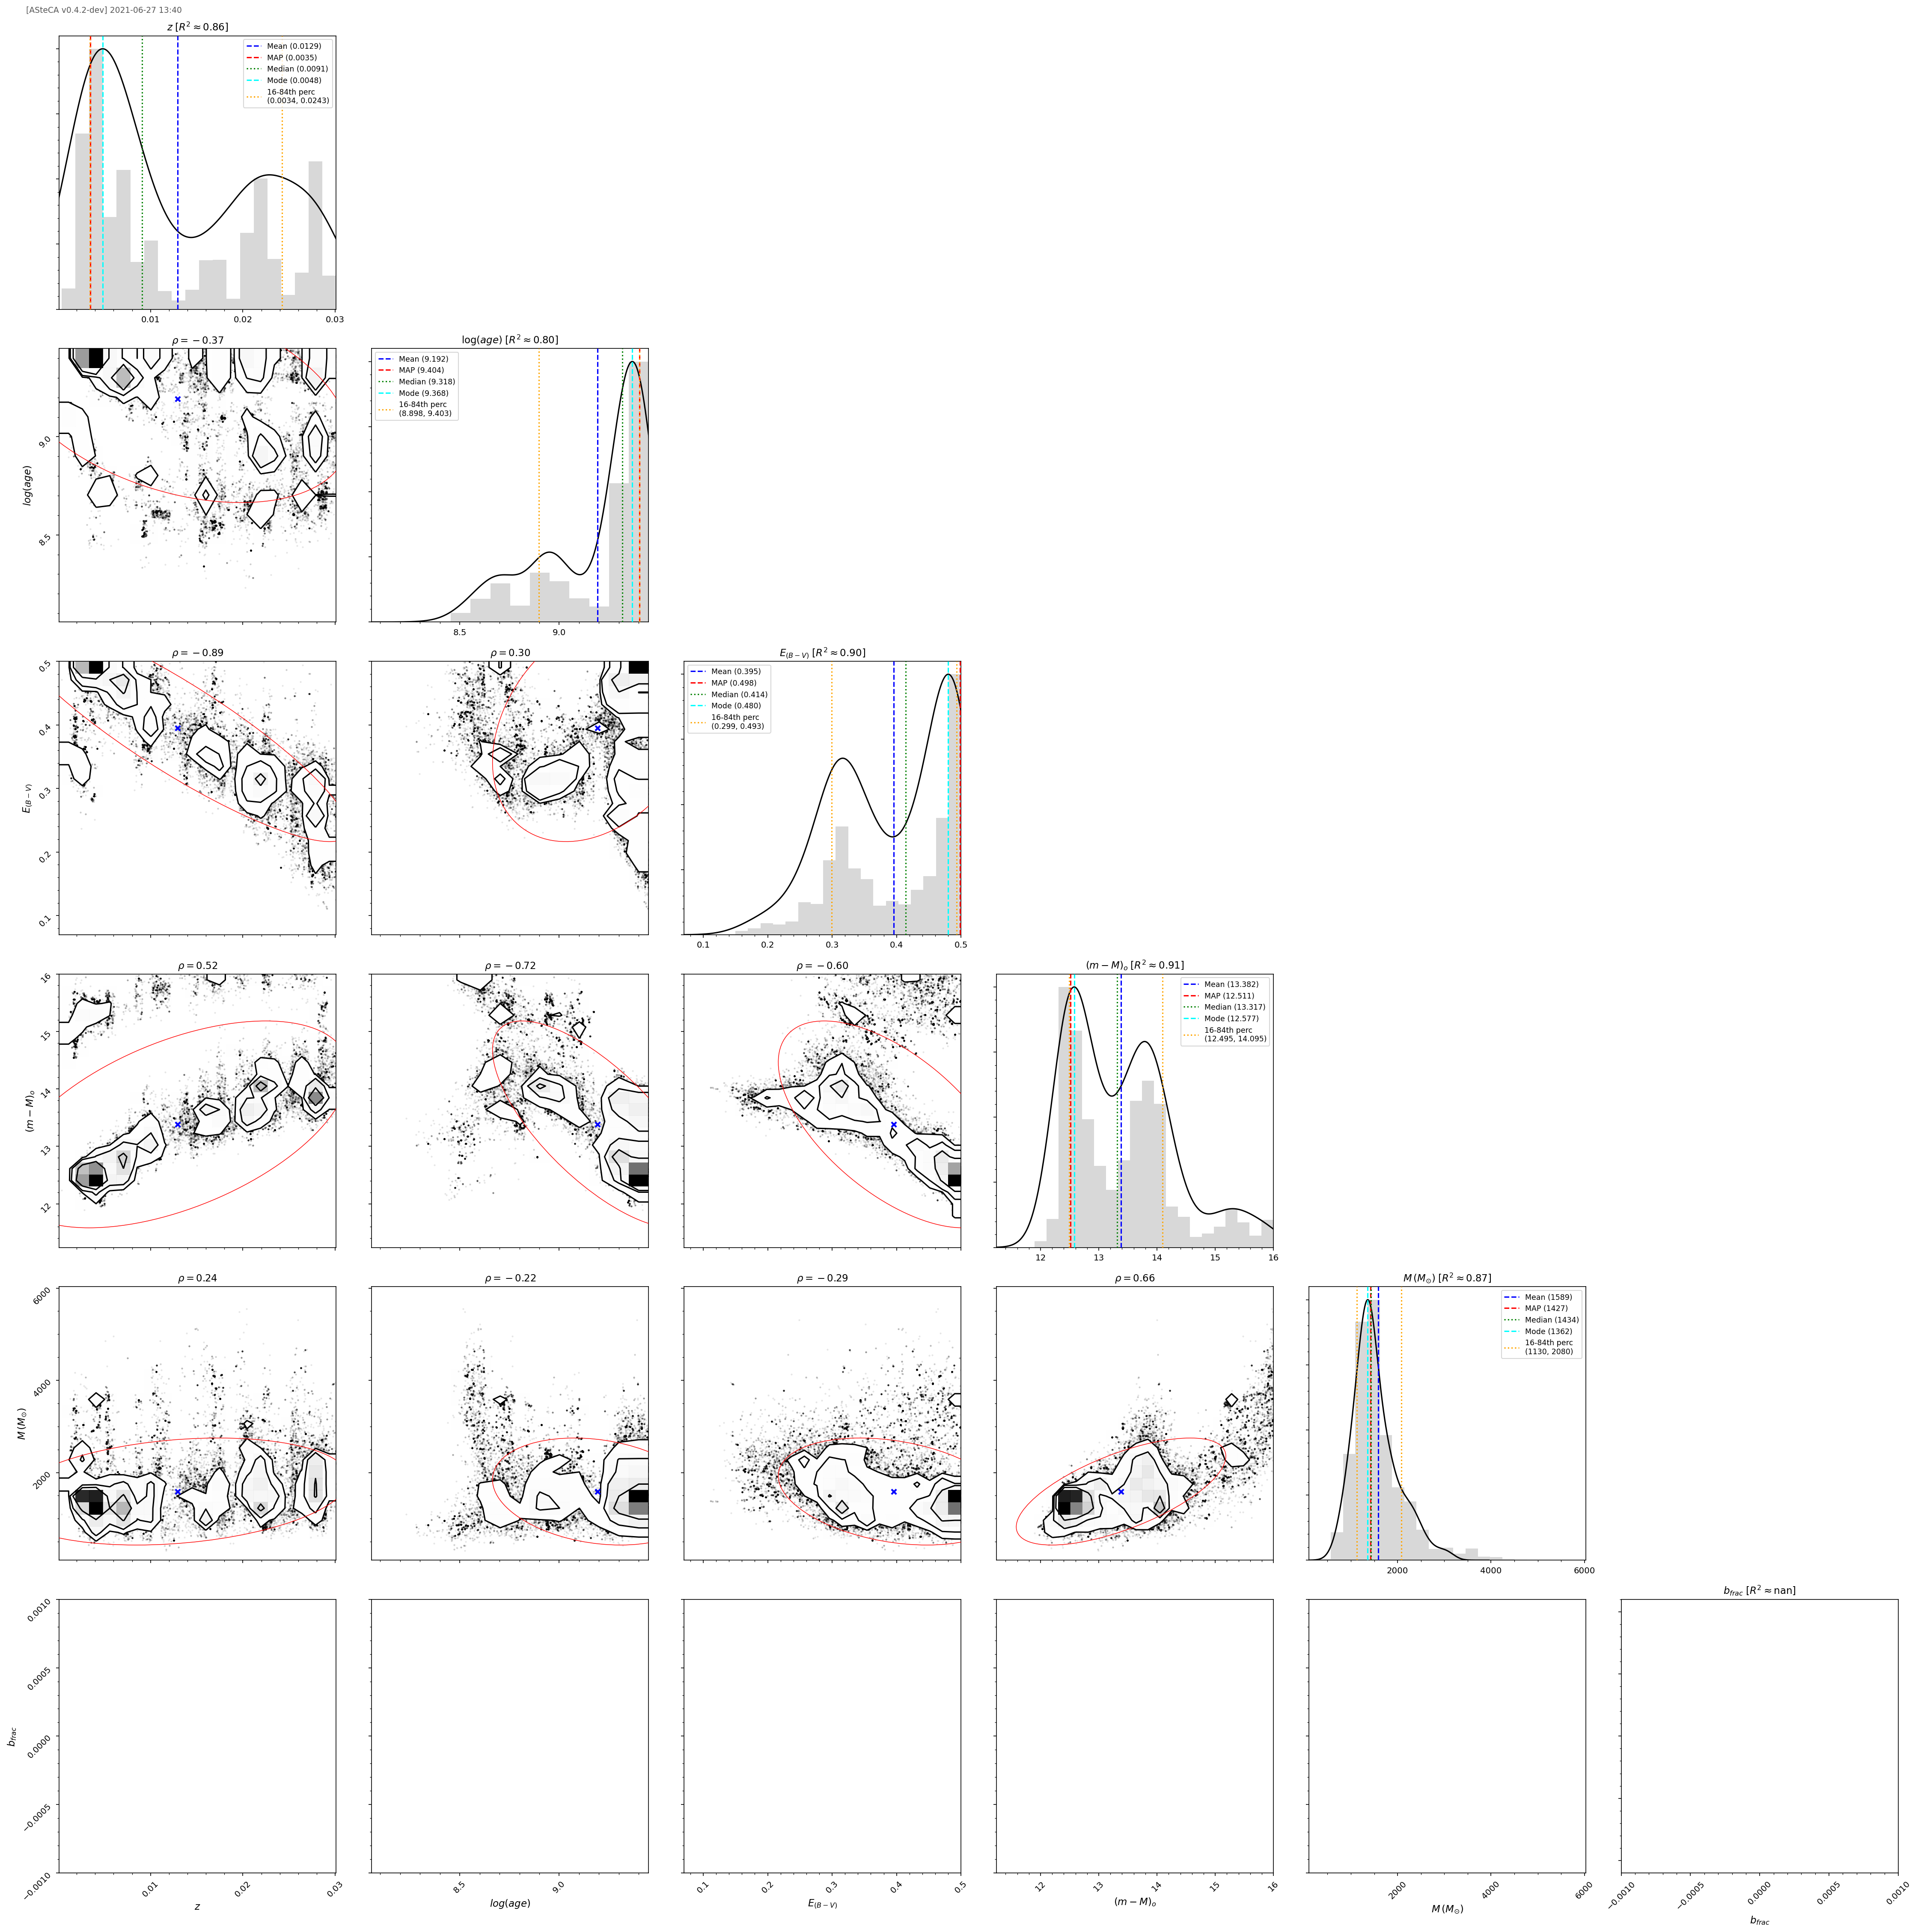 [ASteCA v0.4.2-dev] 2021-06-27 13:40
z [R² ≈ 0.86]
Mean (0.0129)
MAP (0.0035)
Median (0.0091)
Mode (0.0048)
16-84th perc
(0.0034, 0.0243)
0.01 0.02 0.03
ρ = −0.37
log(age) [R² ≈ 0.80]
Mean (9.192)
MAP (9.404)
Median (9.318)
Mode (9.368)
16-84th perc
(8.898, 9.403)
9.0
8.5
log(age)
8.5 9.0
ρ = −0.89
ρ = 0.30
E(B − V) [R² ≈ 0.90]
Mean (0.395)
MAP (0.498)
Median (0.414)
Mode (0.480)
16-84th perc
(0.299, 0.493)
0.5
0.4
0.3
0.2
0.1
E(B − V)
0.1 0.2 0.3 0.4 0.5
ρ = 0.52
ρ = −0.72
ρ = −0.60
(m − M)o [R² ≈ 0.91]
Mean (13.382)
MAP (12.511)
Median (13.317)
Mode (12.577)
16-84th perc
(12.495, 14.095)
16
15
14
13
12
(m − M)o
12 13 14 15 16
ρ = 0.24
ρ = −0.22
ρ = −0.29
ρ = 0.66
M (M⊙) [R² ≈ 0.87]
Mean (1589)
MAP (1427)
Median (1434)
Mode (1362)
16-84th perc
(1130, 2080)
6000
4000
2000
M (M⊙)
2000 4000 6000
b_frac [R² ≈ nan]
0.0010
0.0005
0.0000
−0.0005
−0.0010
b_frac
0.01 0.02 0.03
z
8.5 9.0
log(age)
0.1 0.2 0.3 0.4 0.5
E(B − V)
12 13 14 15 16
(m − M)o
2000 4000 6000
M (M⊙)
−0.0010 −0.0005 0.0000 0.0005 0.0010
b_frac